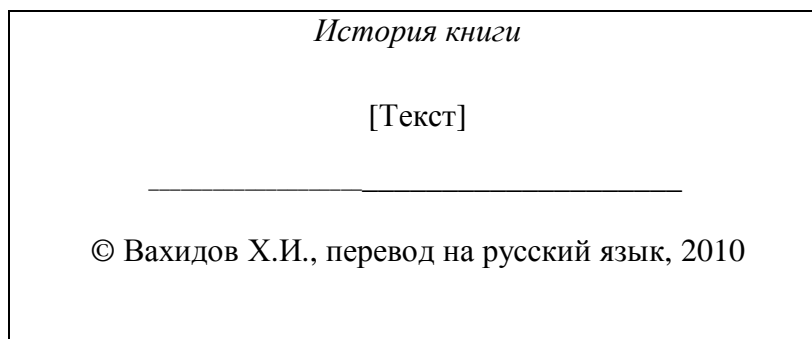 История книги
[Текст]
© Вахидов Х.И., перевод на русский язык, 2010